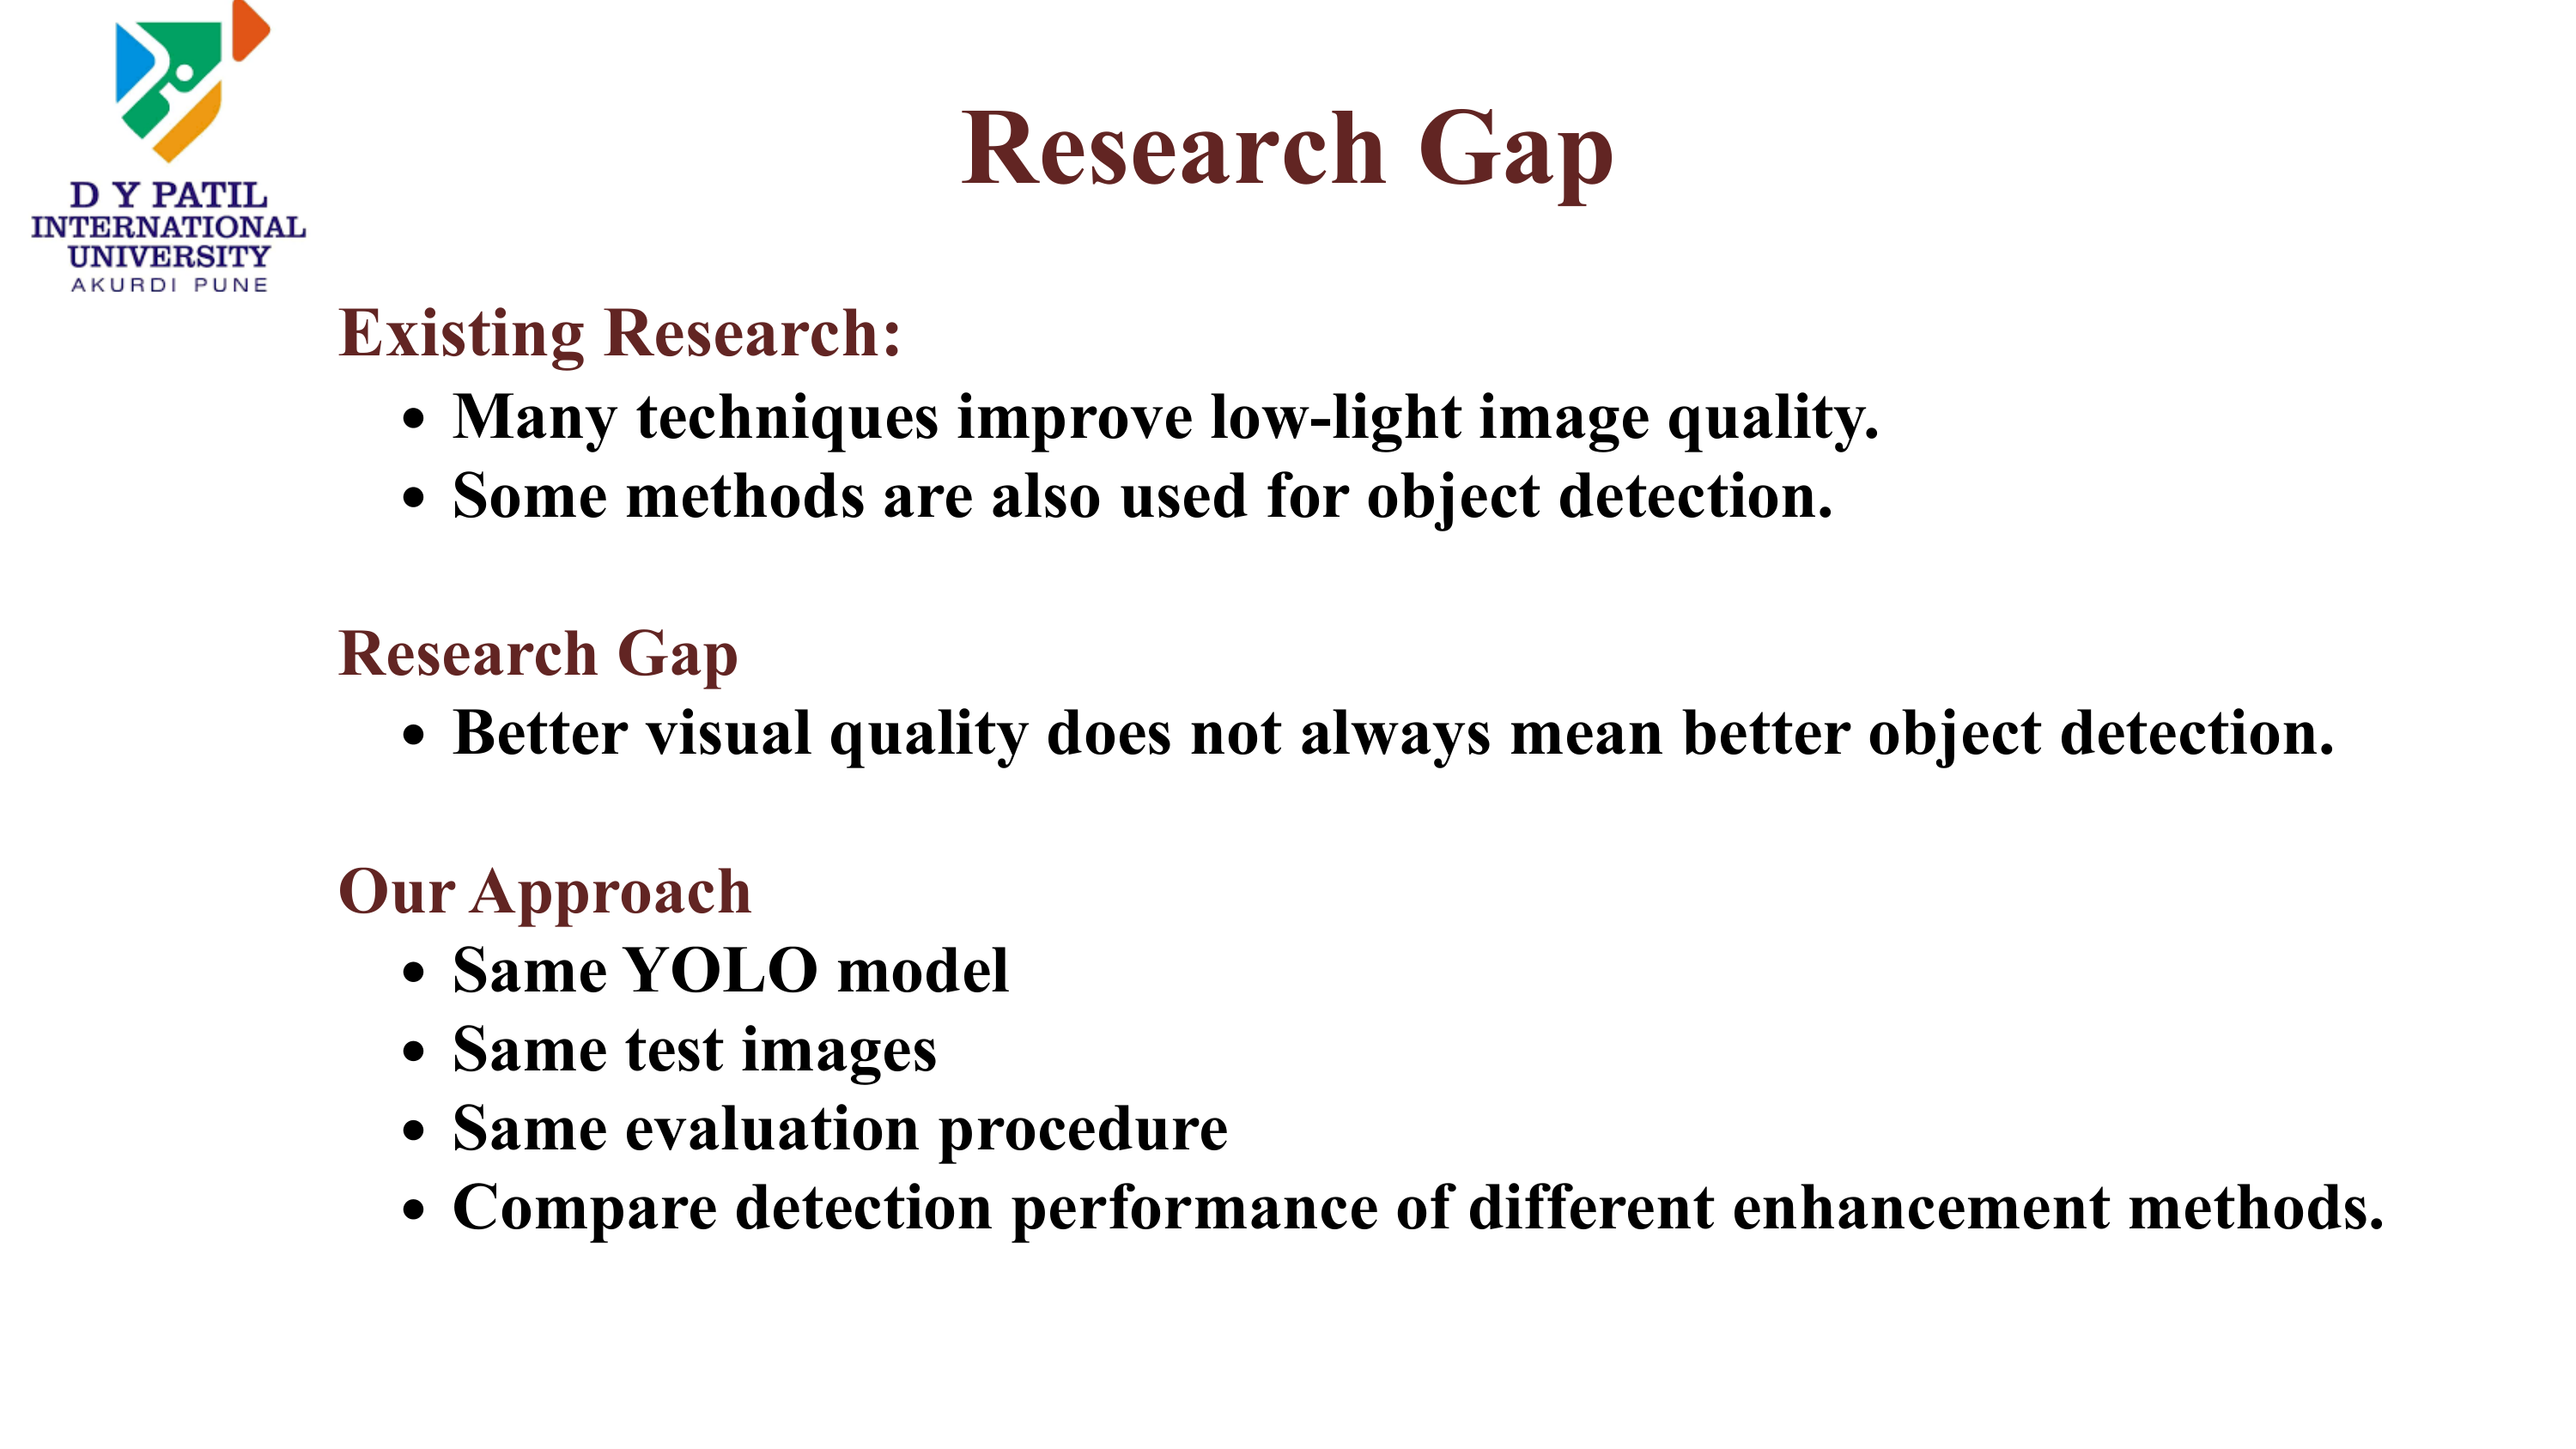 D Y PATIL
INTERNATIONAL
UNIVERSITY
AKURDI PUNE
Research Gap
Existing Research:
• Many techniques improve low-light image quality.
• Some methods are also used for object detection.
Research Gap
• Better visual quality does not always mean better object detection.
Our Approach
• Same YOLO model
• Same test images
• Same evaluation procedure
• Compare detection performance of different enhancement methods.